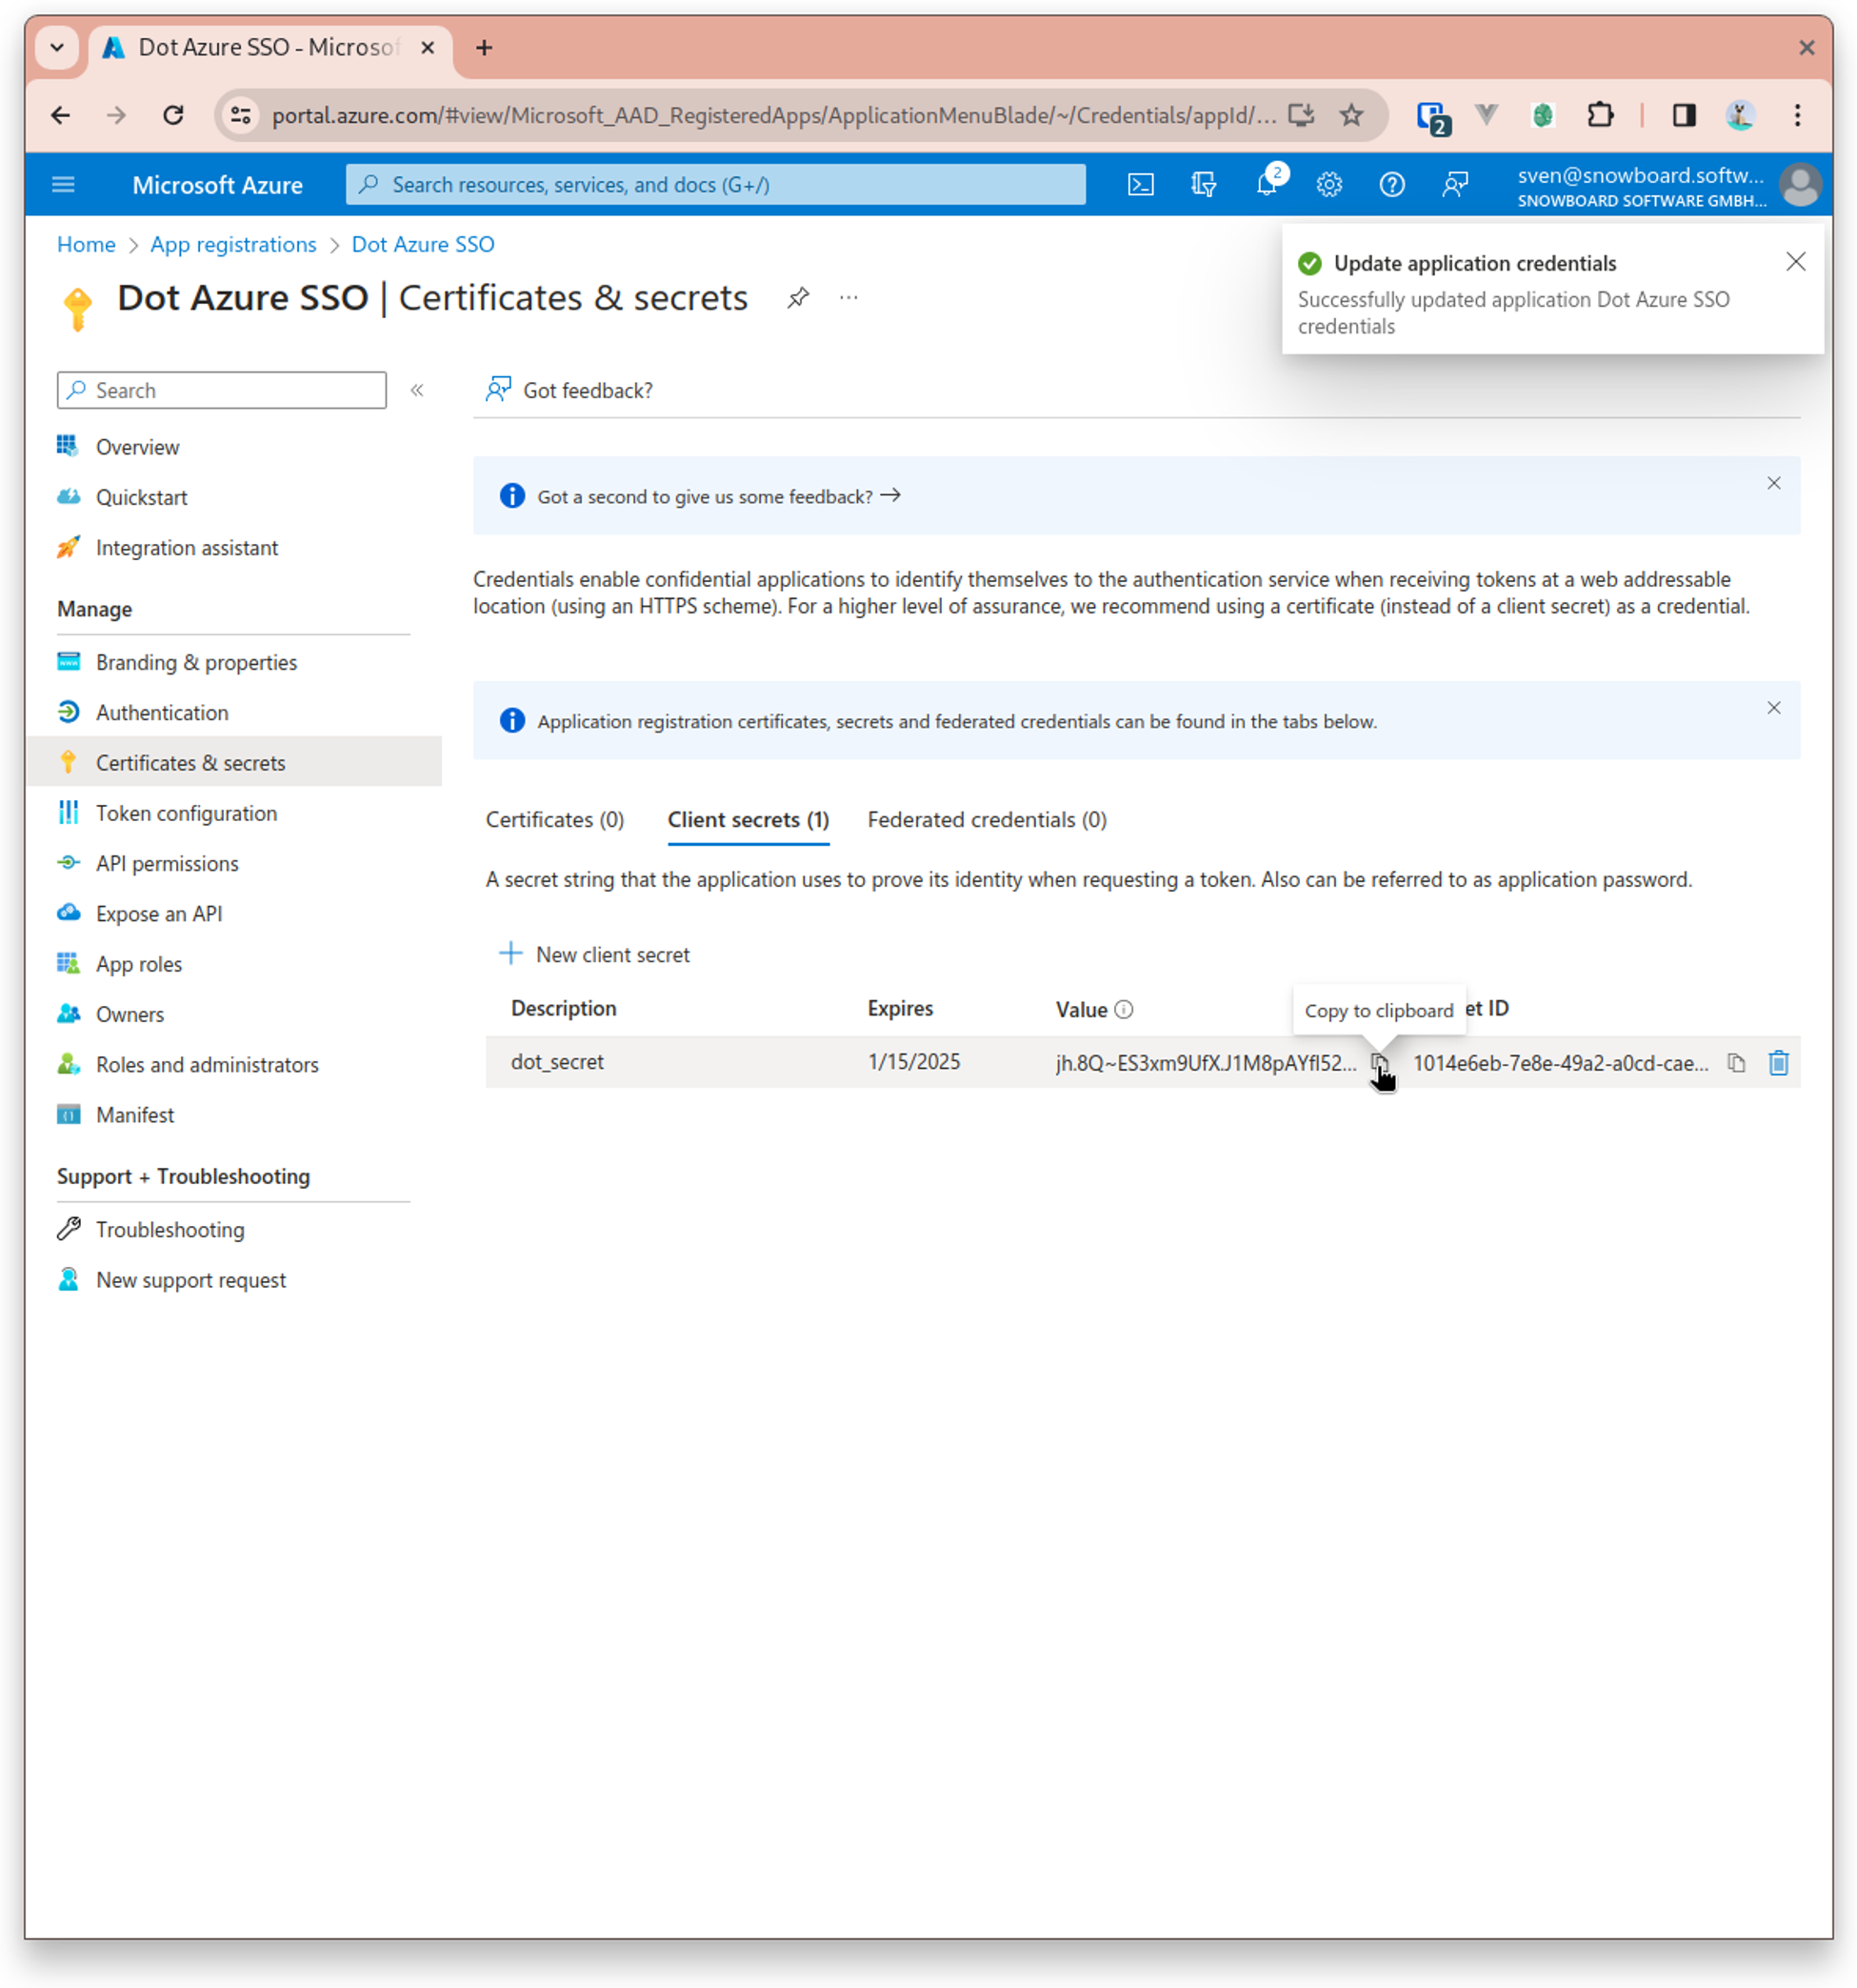 Dot Azure SSO - Microsof
portal.azure.com/#view/Microsoft_AAD_RegisteredApps/ApplicationMenuBlade/~/Credentials/appId/...
2
Microsoft Azure
Search resources, services, and docs (G+/)
2
sven@snowboard.softw...
SNOWBOARD SOFTWARE GMBH...
Home > App registrations > Dot Azure SSO
Update application credentials
Successfully updated application Dot Azure SSO
credentials
Dot Azure SSO | Certificates & secrets
Search
Got feedback?
Overview
Quickstart
Integration assistant
Manage
Branding & properties
Authentication
Certificates & secrets
Token configuration
API permissions
Expose an API
App roles
Owners
Roles and administrators
Manifest
Support + Troubleshooting
Troubleshooting
New support request
Got a second to give us some feedback?
Credentials enable confidential applications to identify themselves to the authentication service when receiving tokens at a web addressable
location (using an HTTPS scheme). For a higher level of assurance, we recommend using a certificate (instead of a client secret) as a credential.
Application registration certificates, secrets and federated credentials can be found in the tabs below.
Certificates (0) Client secrets (1) Federated credentials (0)
A secret string that the application uses to prove its identity when requesting a token. Also can be referred to as application password.
New client secret
Description Expires Value Copy to clipboard et ID
dot_secret 1/15/2025 jh.8Q~ES3xm9UfX.J1M8pAYfI52... 1014e6eb-7e8e-49a2-a0cd-cae...